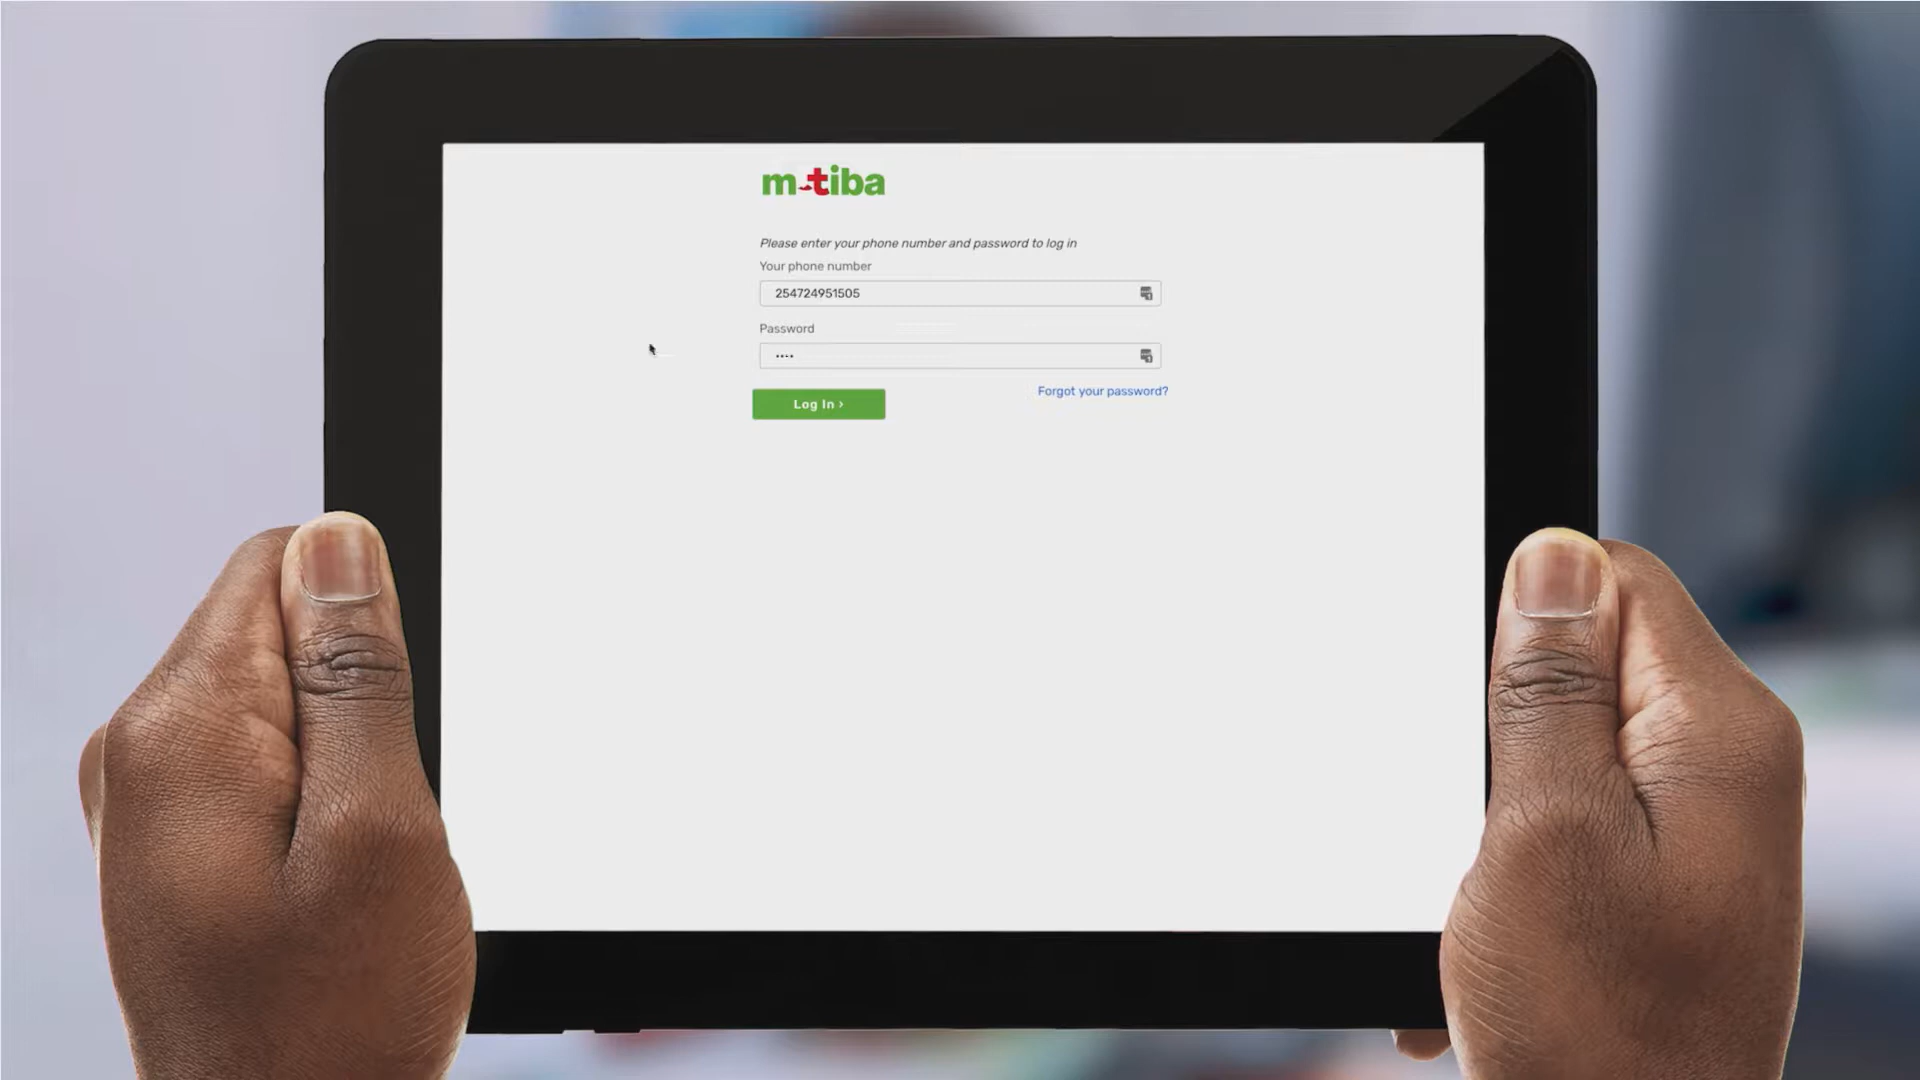 m-tiba
Please enter your phone number and password to log in
Your phone number
254724951505
Password
••••
Forgot your password?
Log In ›